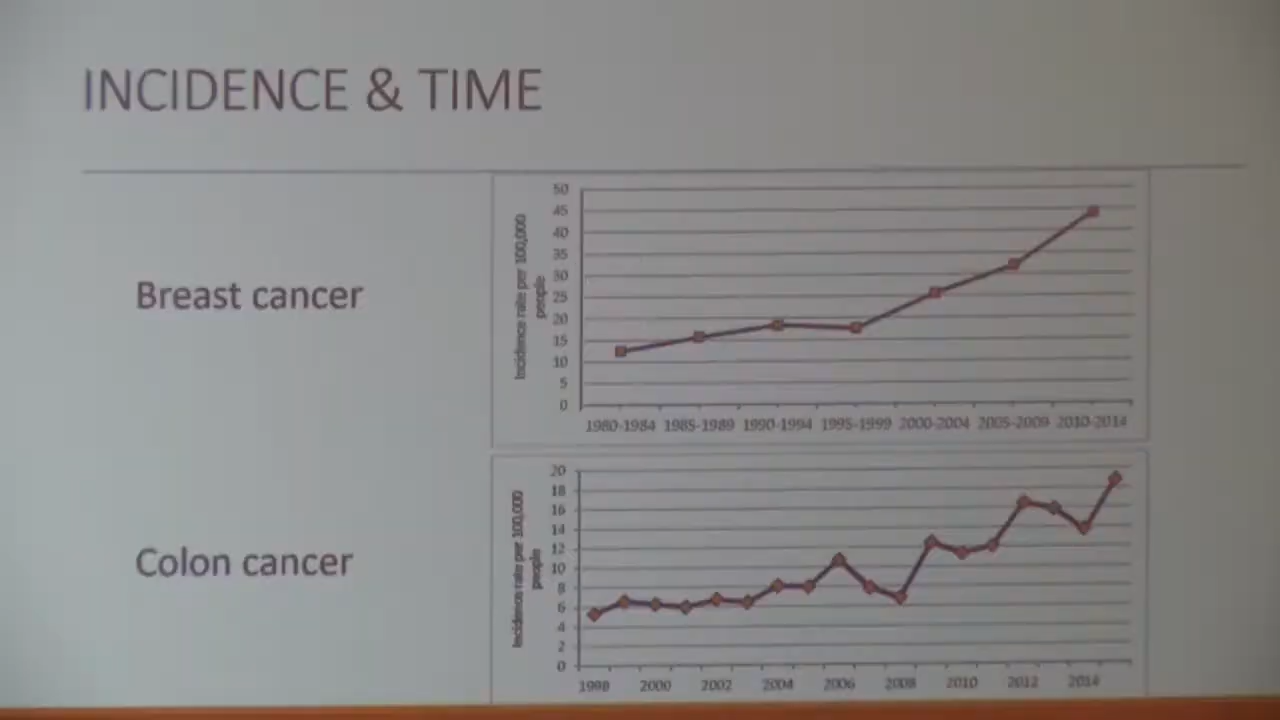 INCIDENCE & TIME
Breast cancer
Incidence rate per 100,000
people
50
45
40
35
30
25
20
15
10
5
0
1980-1984 1985-1989 1990-1994 1995-1999 2000-2004 2005-2009 2010-2014
Colon cancer
Incidence rate per 100,000
people
20
18
16
14
12
10
8
6
4
2
0
1998 2000 2002 2004 2006 2008 2010 2012 2014